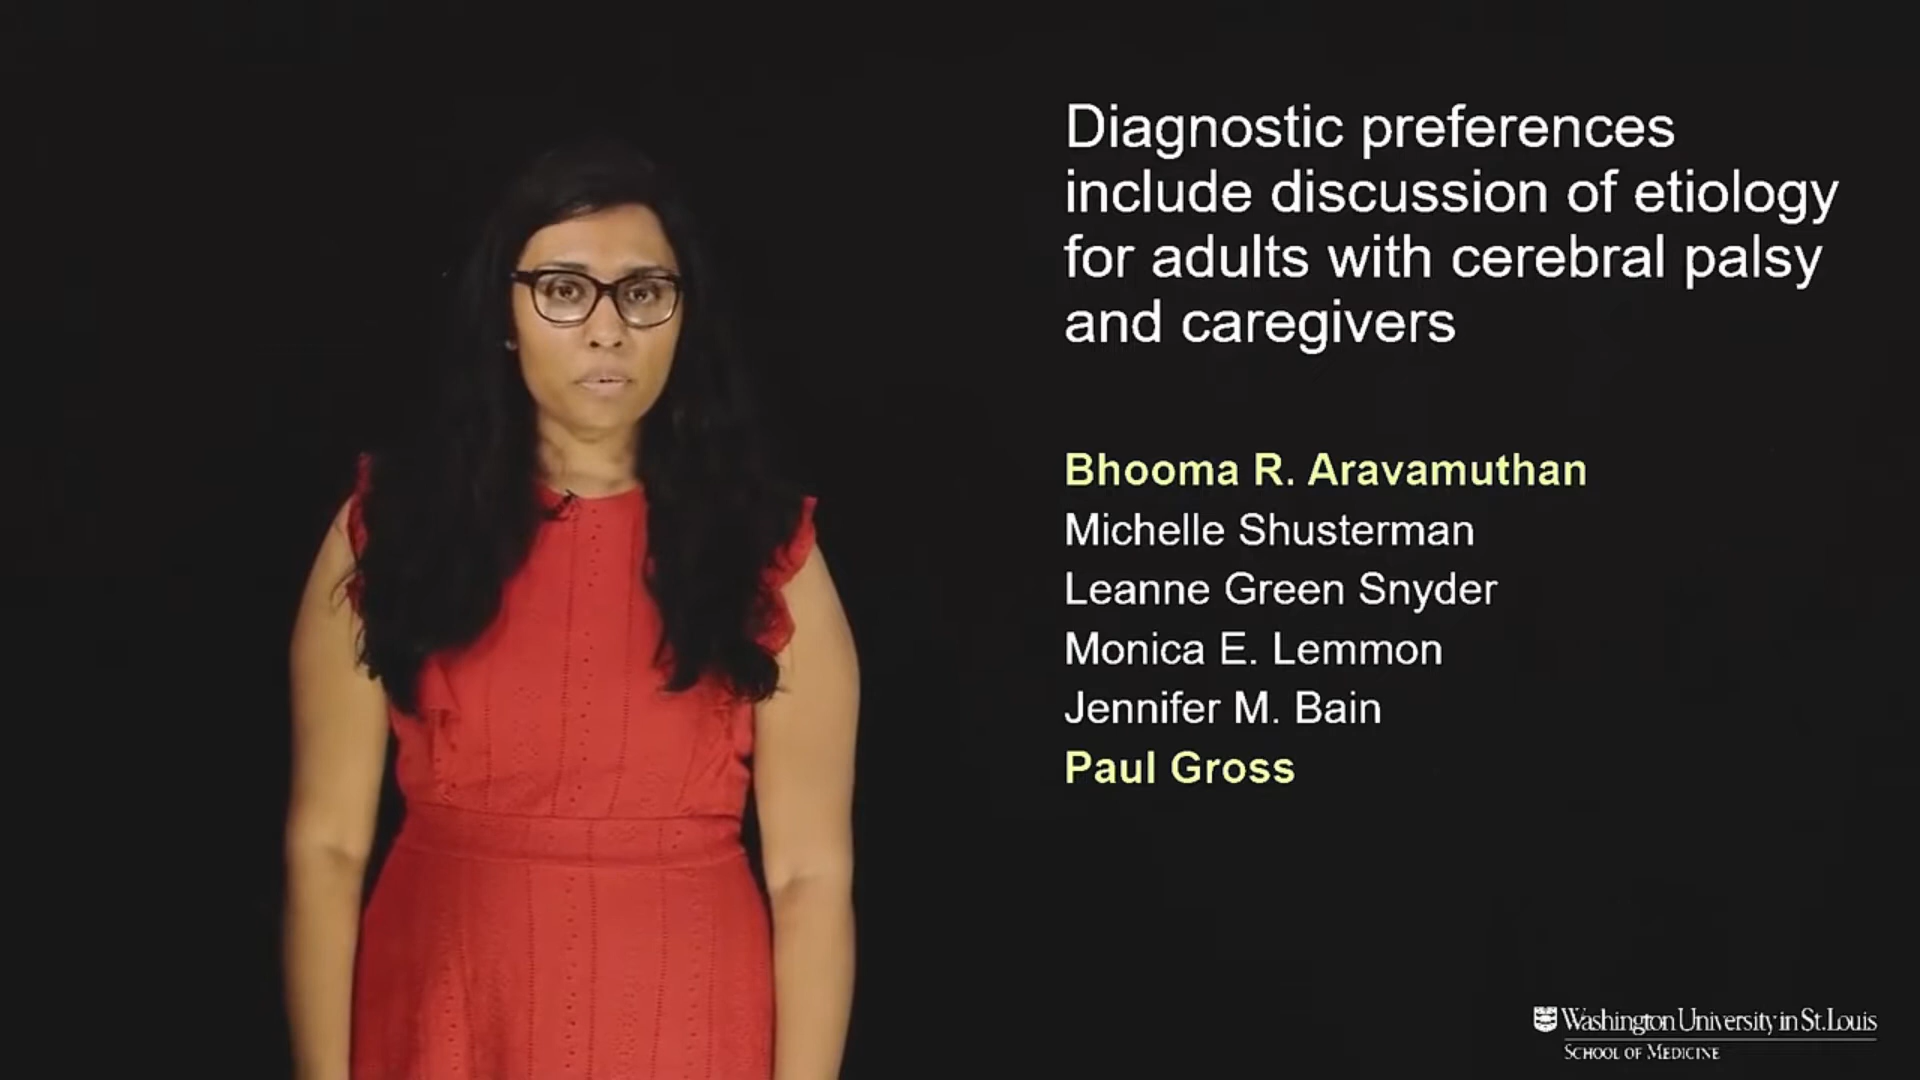 Diagnostic preferences
include discussion of etiology
for adults with cerebral palsy
and caregivers
Bhooma R. Aravamuthan
Michelle Shusterman
Leanne Green Snyder
Monica E. Lemmon
Jennifer M. Bain
Paul Gross
Washington University in St. Louis
SCHOOL OF MEDICINE